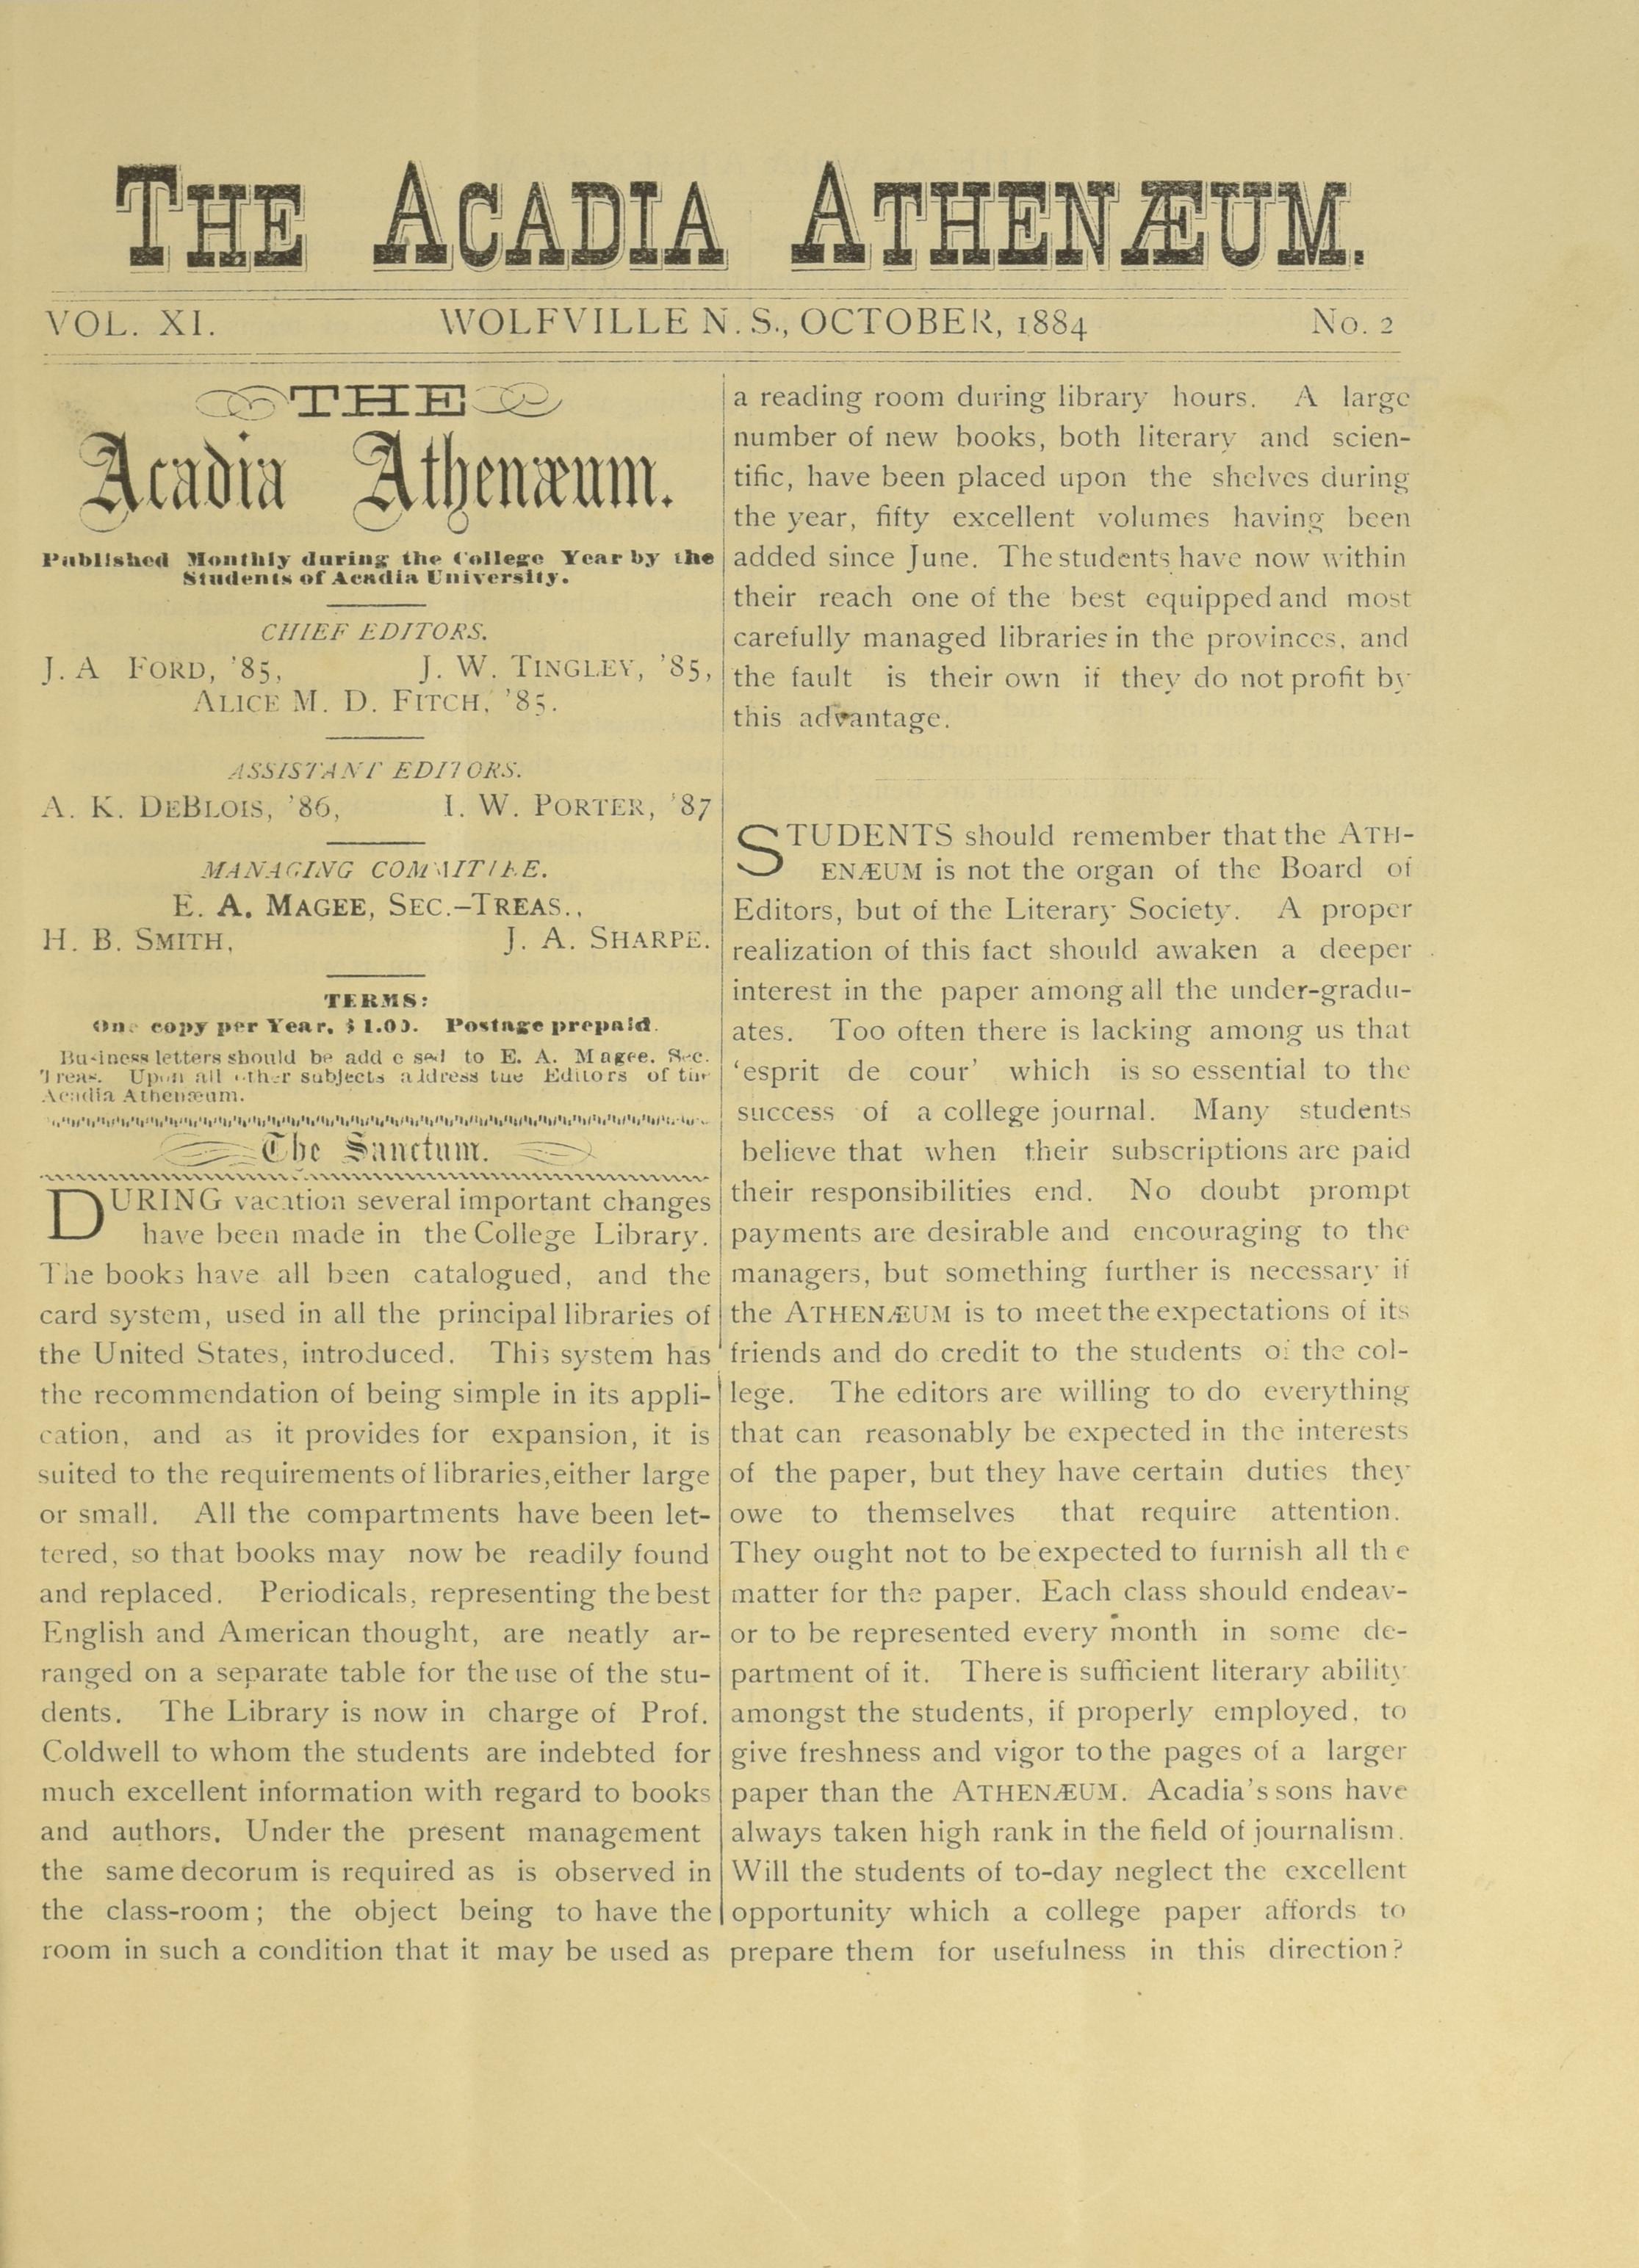 THE ACADIA ATHENÆUM.
VOL. XI. WOLFVILLE N. S., OCTOBER, 1884 No. 2
THE
Acadia Athenæum.
Published Monthly during the College Year by the
Students of Acadia University.
CHIEF EDITORS.
J. A FORD, '85, J. W. TINGLEY, '85,
ALICE M. D. FITCH, '85.
ASSISTANT EDITORS.
A. K. DEBLOIS, '86, I. W. PORTER, '87
MANAGING COMMITTEE.
E. A. MAGEE, SEC.-TREAS.,
H. B. SMITH, J. A. SHARPE.
TERMS:
One copy per Year, $1.00. Postage prepaid.
Business letters should be add e sed to E. A. Magee. Sec.
Treas. Upon all other subjects address the Editors of the
Acadia Athenæum.
The Sanctum.
DURING vacation several important changes
have been made in the College Library.
The books have all been catalogued, and the
card system, used in all the principal libraries of
the United States, introduced. This system has
the recommendation of being simple in its appli-
cation, and as it provides for expansion, it is
suited to the requirements of libraries, either large
or small. All the compartments have been let-
tered, so that books may now be readily found
and replaced. Periodicals, representing the best
English and American thought, are neatly ar-
ranged on a separate table for the use of the stu-
dents. The Library is now in charge of Prof.
Coldwell to whom the students are indebted for
much excellent information with regard to books
and authors. Under the present management
the same decorum is required as is observed in
the class-room; the object being to have the
room in such a condition that it may be used as
a reading room during library hours. A large
number of new books, both literary and scien-
tific, have been placed upon the shelves during
the year, fifty excellent volumes having been
added since June. The students have now within
their reach one of the best equipped and most
carefully managed libraries in the provinces, and
the fault is their own if they do not profit by
this advantage.
STUDENTS should remember that the ATH-
ENÆUM is not the organ of the Board of
Editors, but of the Literary Society. A proper
realization of this fact should awaken a deeper
interest in the paper among all the under-gradu-
ates. Too often there is lacking among us that
'esprit de cour' which is so essential to the
success of a college journal. Many students
believe that when their subscriptions are paid
their responsibilities end. No doubt prompt
payments are desirable and encouraging to the
managers, but something further is necessary if
the ATHENÆUM is to meet the expectations of its
friends and do credit to the students of the col-
lege. The editors are willing to do everything
that can reasonably be expected in the interests
of the paper, but they have certain duties they
owe to themselves that require attention.
They ought not to be expected to furnish all the
matter for the paper. Each class should endeav-
or to be represented every month in some de-
partment of it. There is sufficient literary ability
amongst the students, if properly employed, to
give freshness and vigor to the pages of a larger
paper than the ATHENÆUM. Acadia's sons have
always taken high rank in the field of journalism.
Will the students of to-day neglect the excellent
opportunity which a college paper affords to
prepare them for usefulness in this direction?